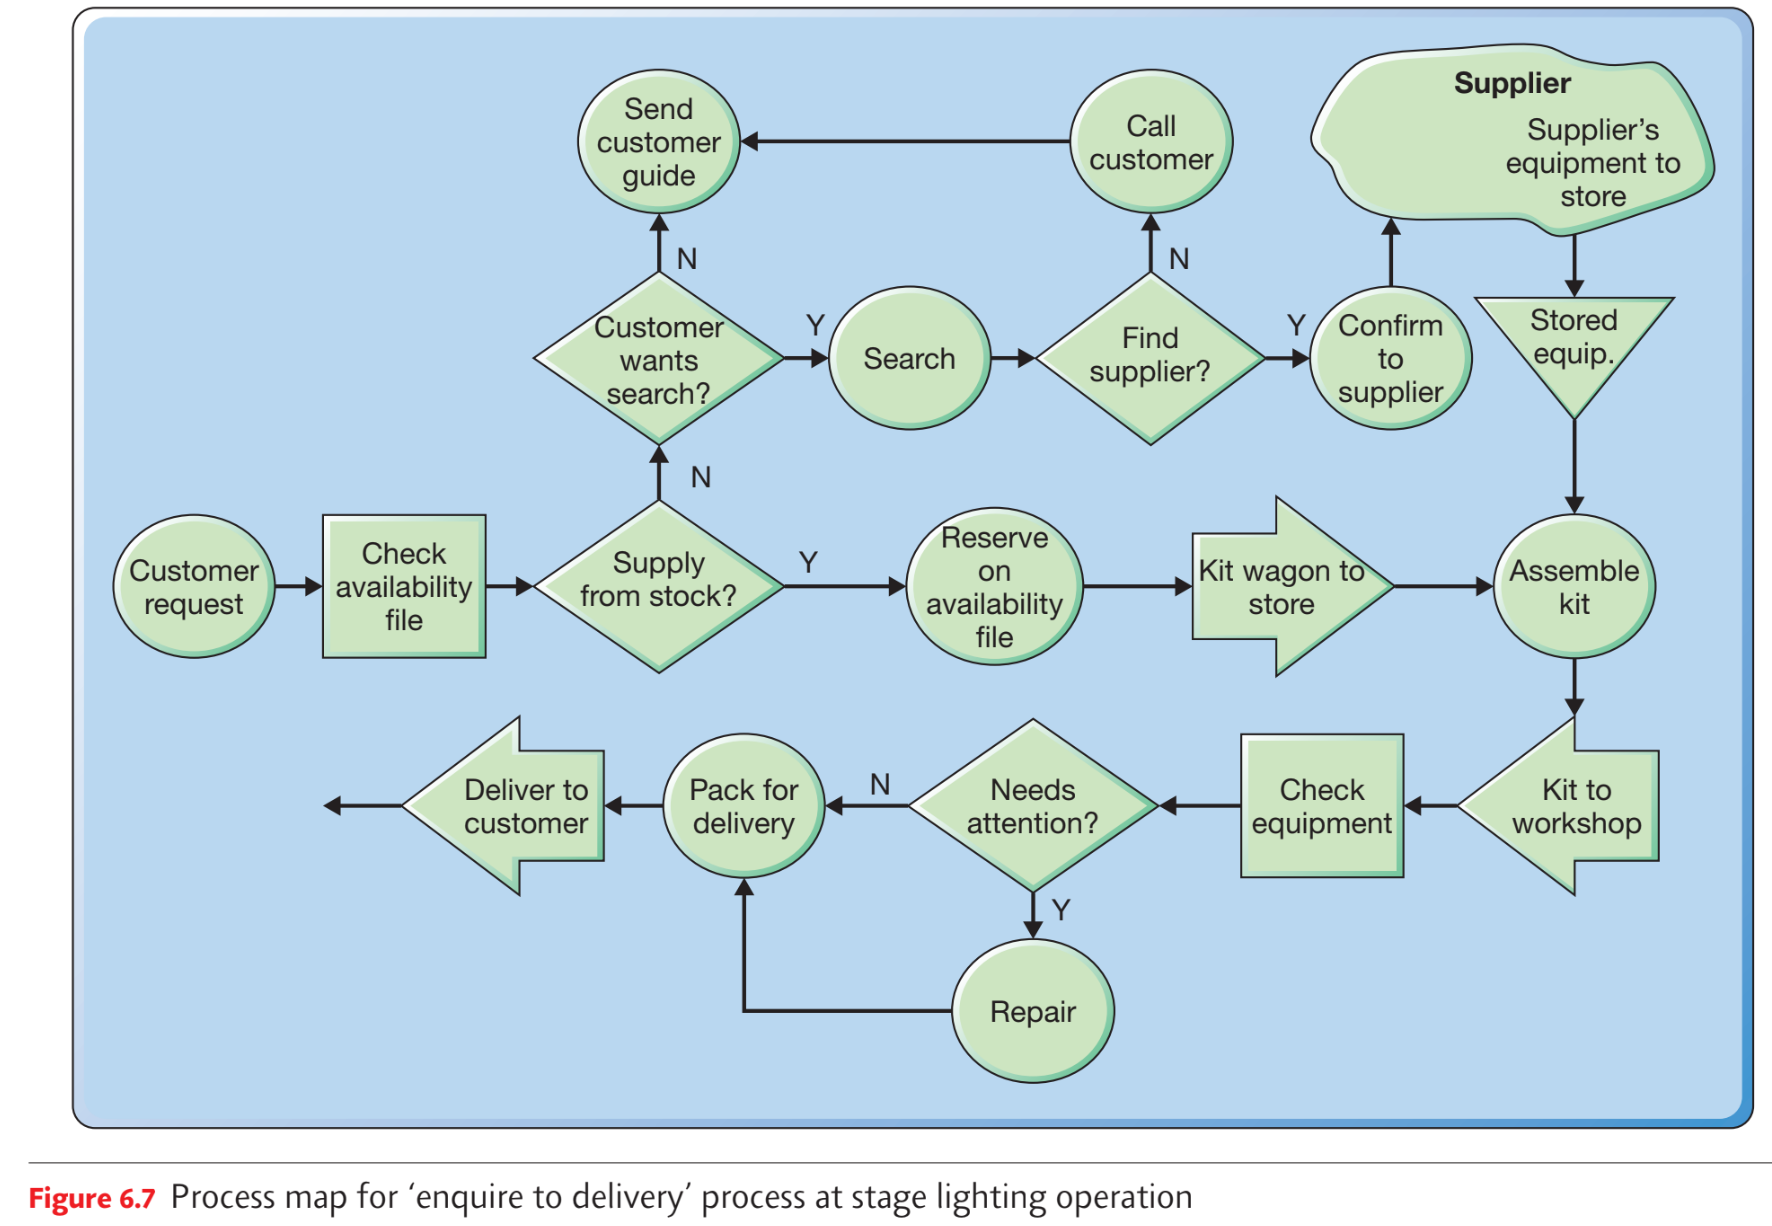 Supplier
Supplier's
equipment to
store
Send
customer
guide
Call
customer
N
N
Customer
wants
search?
Y
Search
Find
supplier?
Y
Confirm
to
supplier
Stored
equip.
N
Customer
request
Check
availability
file
Supply
from stock?
Y
Reserve
on
availability
file
Kit wagon to
store
Assemble
kit
Deliver to
customer
Pack for
delivery
N
Needs
attention?
Check
equipment
Kit to
workshop
Y
Repair
Figure 6.7 Process map for ‘enquire to delivery’ process at stage lighting operation